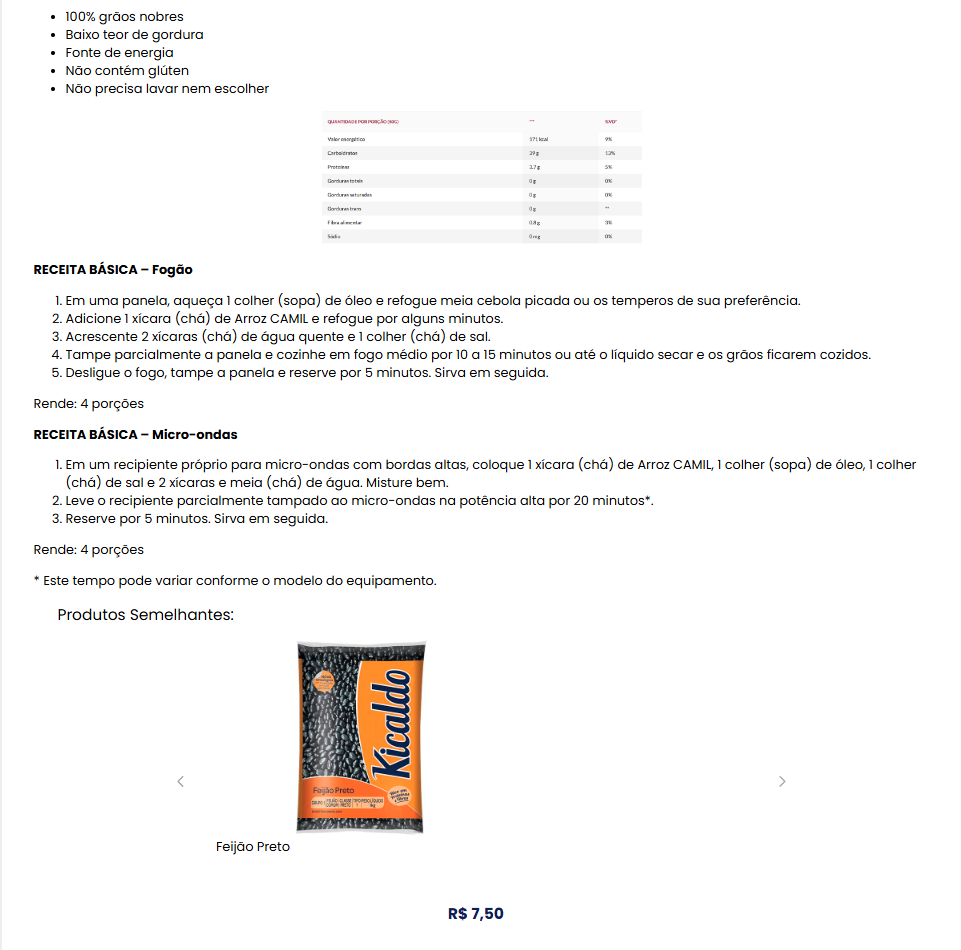 100% grãos nobres
Baixo teor de gordura
Fonte de energia
Não contém glúten
Não precisa lavar nem escolher
QUANTIDADE POR PORÇÃO (50G) ** %VD*
Valor energético 171 kcal 9%
Carboidratos 39 g 13%
Proteínas 3,7 g 5%
Gorduras totais 0 g 0%
Gorduras saturadas 0 g 0%
Gorduras trans 0 g **
Fibra alimentar 0,8 g 3%
Sódio 0 mg 0%
RECEITA BÁSICA – Fogão
1. Em uma panela, aqueça 1 colher (sopa) de óleo e refogue meia cebola picada ou os temperos de sua preferência.
2. Adicione 1 xícara (chá) de Arroz CAMIL e refogue por alguns minutos.
3. Acrescente 2 xícaras (chá) de água quente e 1 colher (chá) de sal.
4. Tampe parcialmente a panela e cozinhe em fogo médio por 10 a 15 minutos ou até o líquido secar e os grãos ficarem cozidos.
5. Desligue o fogo, tampe a panela e reserve por 5 minutos. Sirva em seguida.
Rende: 4 porções
RECEITA BÁSICA – Micro-ondas
1. Em um recipiente próprio para micro-ondas com bordas altas, coloque 1 xícara (chá) de Arroz CAMIL, 1 colher (sopa) de óleo, 1 colher
(chá) de sal e 2 xícaras e meia (chá) de água. Misture bem.
2. Leve o recipiente parcialmente tampado ao micro-ondas na potência alta por 20 minutos*.
3. Reserve por 5 minutos. Sirva em seguida.
Rende: 4 porções
* Este tempo pode variar conforme o modelo do equipamento.
Produtos Semelhantes:
Kicaldo
Feijão Preto
Feijão Preto
R$ 7,50